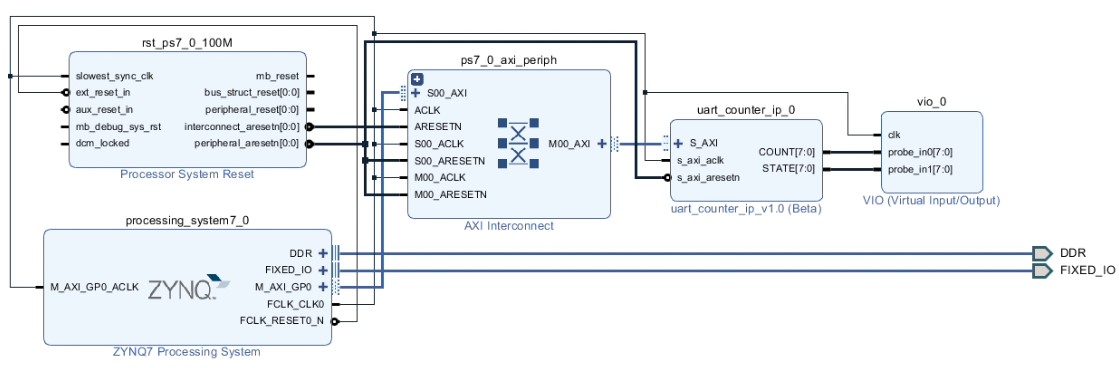 rst_ps7_0_100M
slowest_sync_clk
ext_reset_in
aux_reset_in
mb_debug_sys_rst
dcm_locked
mb_reset
bus_struct_reset[0:0]
peripheral_reset[0:0]
interconnect_aresetn[0:0]
peripheral_aresetn[0:0]
Processor System Reset
ps7_0_axi_periph
S00_AXI
ACLK
ARESETN
S00_ACLK
S00_ARESETN
M00_ACLK
M00_ARESETN
M00_AXI
AXI Interconnect
uart_counter_ip_0
S_AXI
s_axi_aclk
s_axi_aresetn
COUNT[7:0]
STATE[7:0]
uart_counter_ip_v1.0 (Beta)
vio_0
clk
probe_in0[7:0]
probe_in1[7:0]
VIO (Virtual Input/Output)
processing_system7_0
M_AXI_GP0_ACLK
ZYNQ
DDR
FIXED_IO
M_AXI_GP0
FCLK_CLK0
FCLK_RESET0_N
ZYNQ7 Processing System
DDR
FIXED_IO